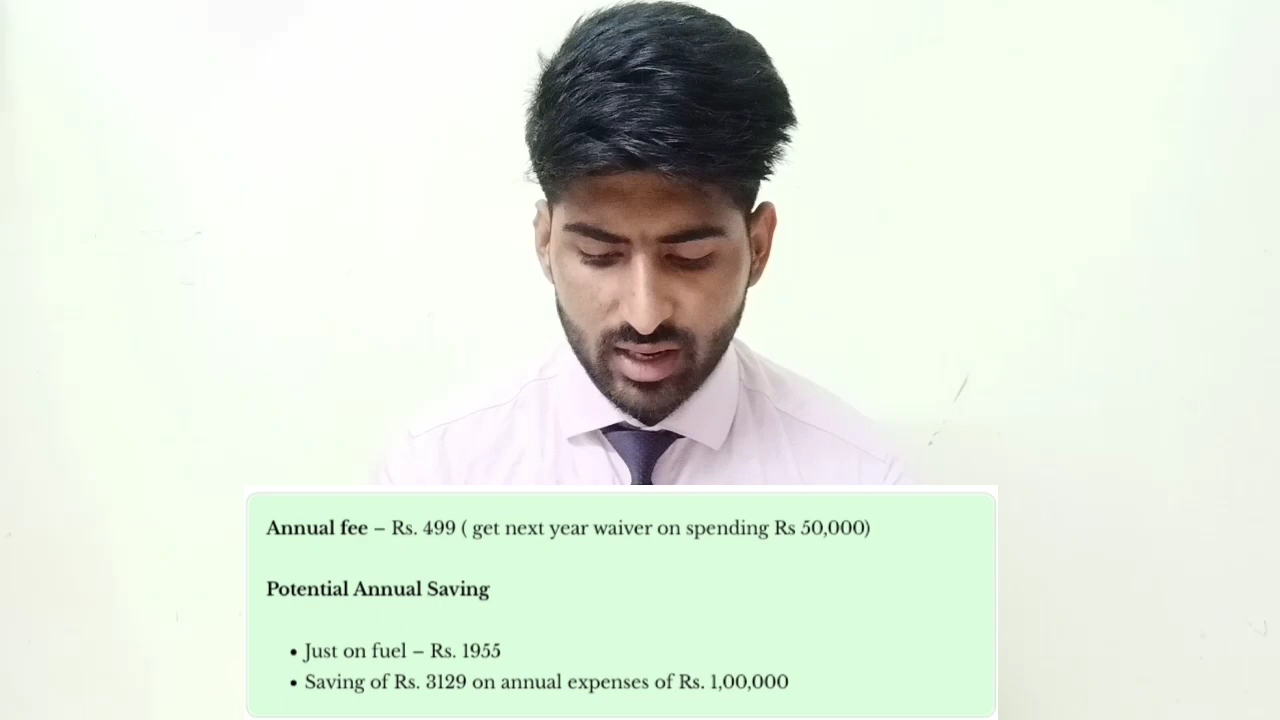 Annual fee – Rs. 499 ( get next year waiver on spending Rs 50,000)
Potential Annual Saving
• Just on fuel – Rs. 1955
• Saving of Rs. 3129 on annual expenses of Rs. 1,00,000